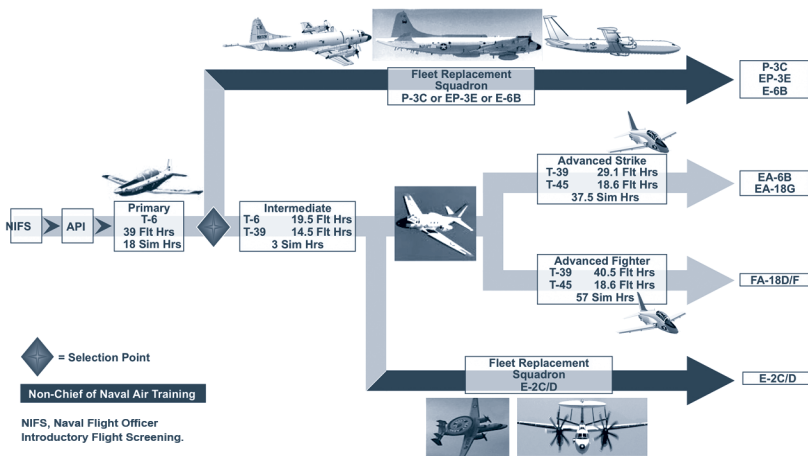 Fleet Replacement
Squadron
P-3C or EP-3E or E-6B
P-3C
EP-3E
E-6B
NIFS
API
Primary
T-6
39 Flt Hrs
18 Sim Hrs
Intermediate
T-6 19.5 Flt Hrs
T-39 14.5 Flt Hrs
3 Sim Hrs
Advanced Strike
T-39 29.1 Flt Hrs
T-45 18.6 Flt Hrs
37.5 Sim Hrs
EA-6B
EA-18G
Advanced Fighter
T-39 40.5 Flt Hrs
T-45 18.6 Flt Hrs
57 Sim Hrs
FA-18D/F
Fleet Replacement
Squadron
E-2C/D
E-2C/D
= Selection Point
Non-Chief of Naval Air Training
NIFS, Naval Flight Officer
Introductory Flight Screening.